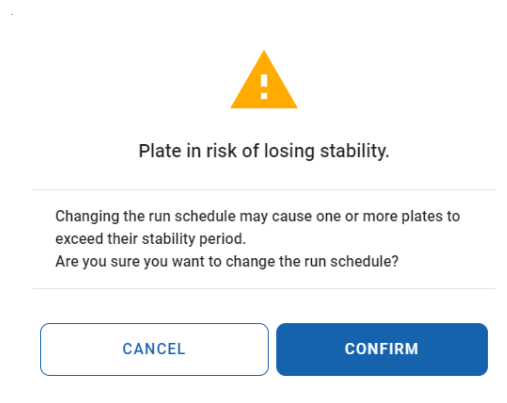 Plate in risk of losing stability.
Changing the run schedule may cause one or more plates to
exceed their stability period.
Are you sure you want to change the run schedule?
CANCEL
CONFIRM